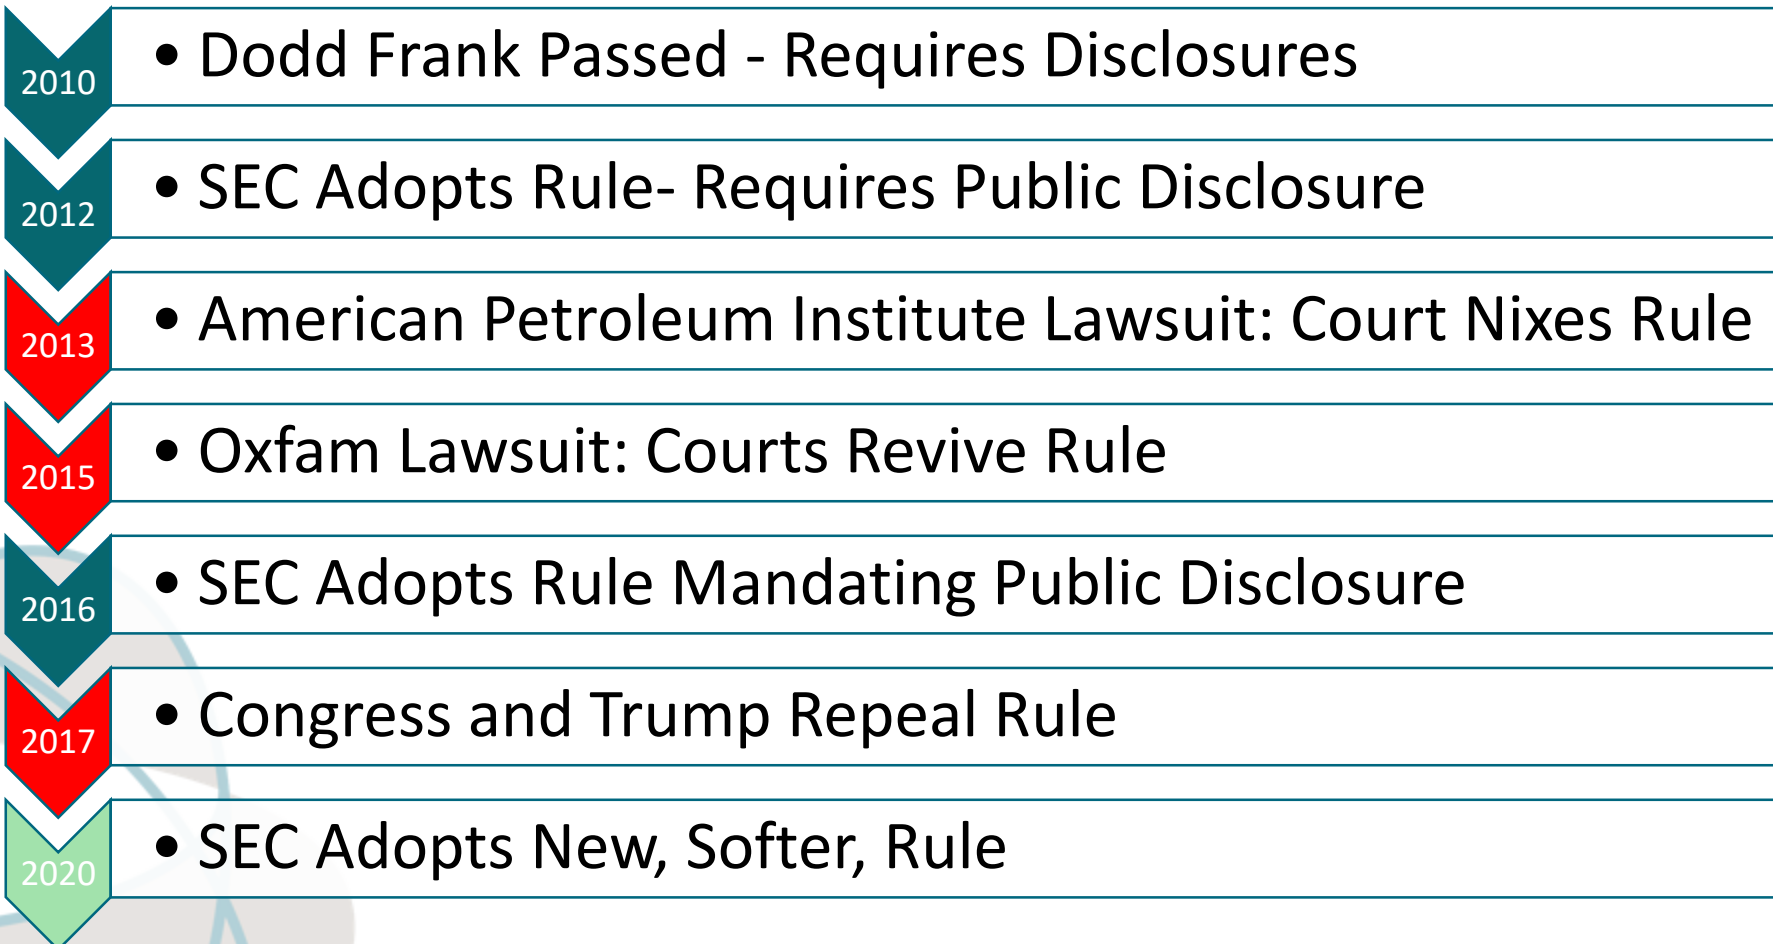 2010
• Dodd Frank Passed - Requires Disclosures
2012
• SEC Adopts Rule- Requires Public Disclosure
2013
• American Petroleum Institute Lawsuit: Court Nixes Rule
2015
• Oxfam Lawsuit: Courts Revive Rule
2016
• SEC Adopts Rule Mandating Public Disclosure
2017
• Congress and Trump Repeal Rule
2020
• SEC Adopts New, Softer, Rule